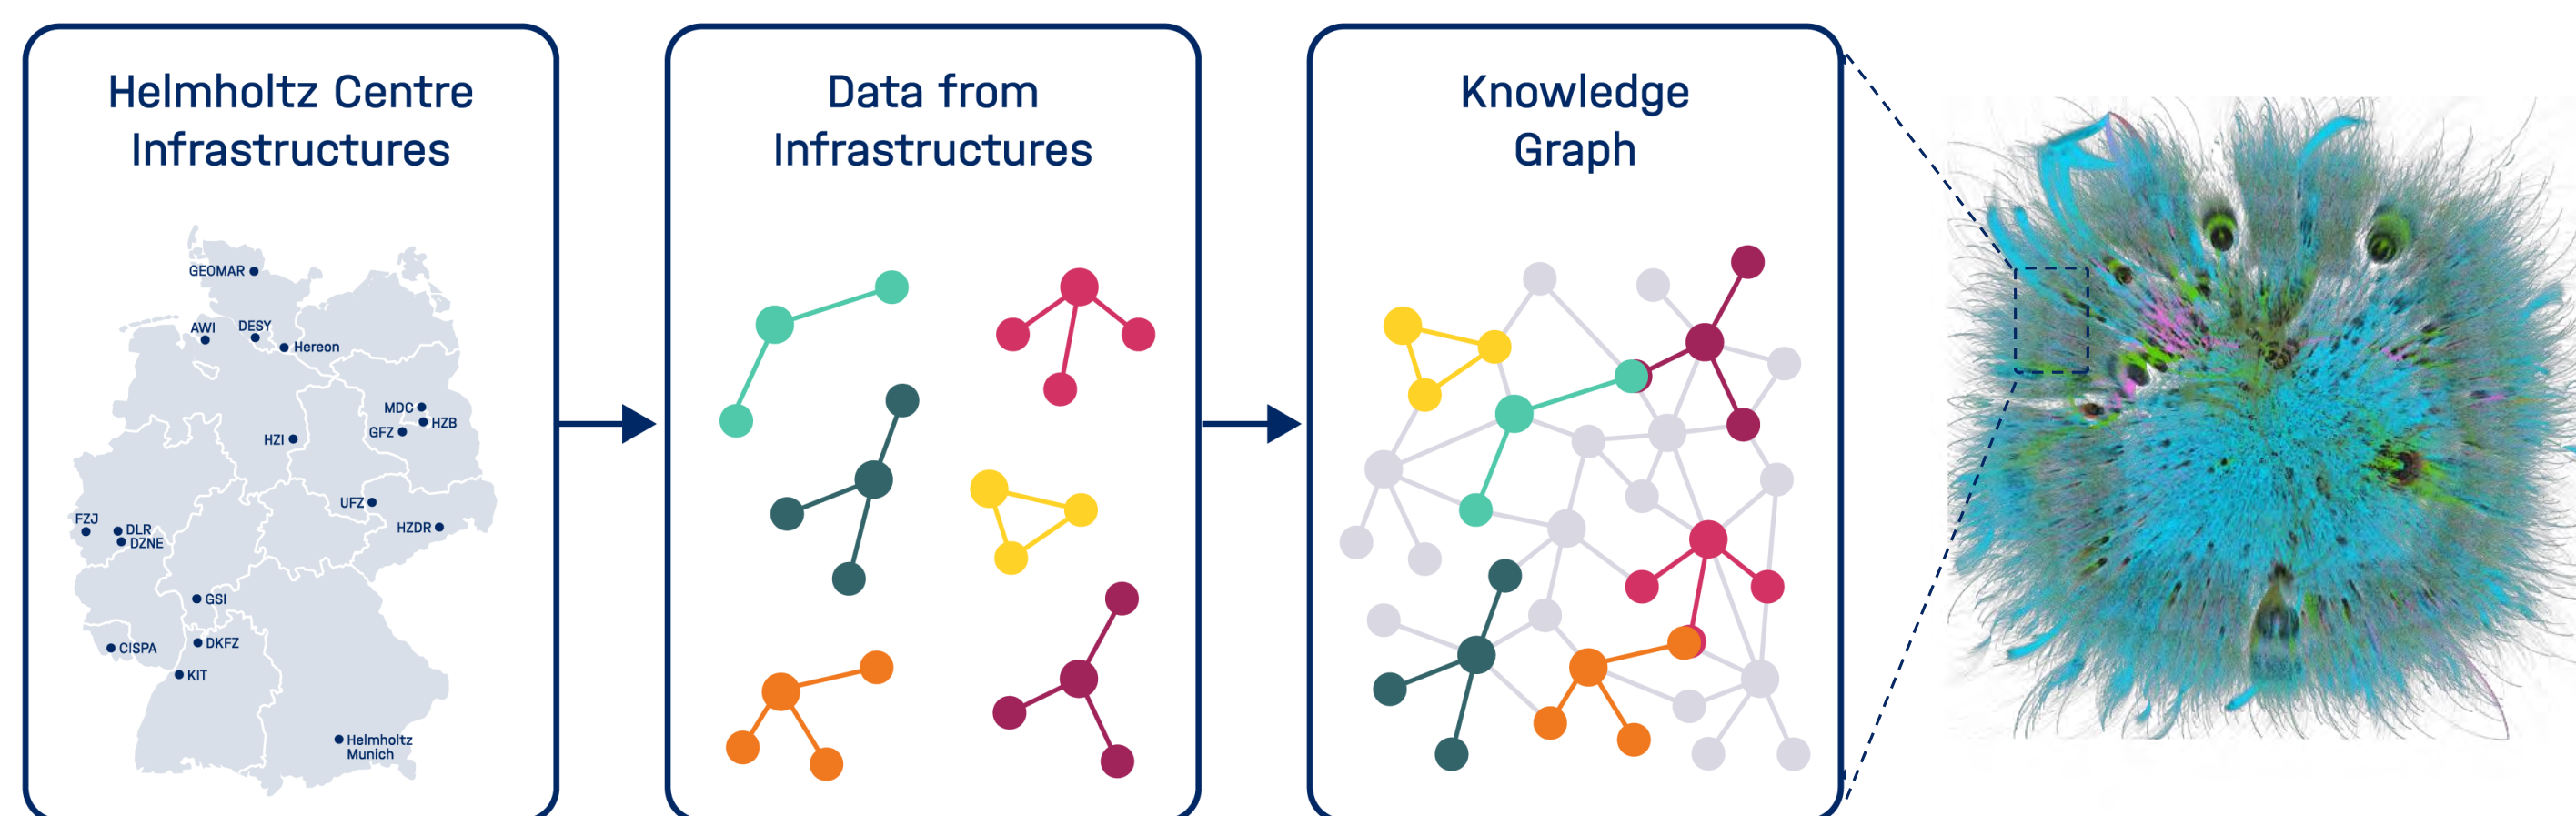 Helmholtz Centre
Infrastructures
GEOMAR
AWI
DESY
Hereon
MDC
HZB
GFZ
HZI
UFZ
HZDR
FZJ
DLR
DZNE
GSI
CISPA
DKFZ
KIT
Helmholtz
Munich
Data from
Infrastructures
Knowledge
Graph